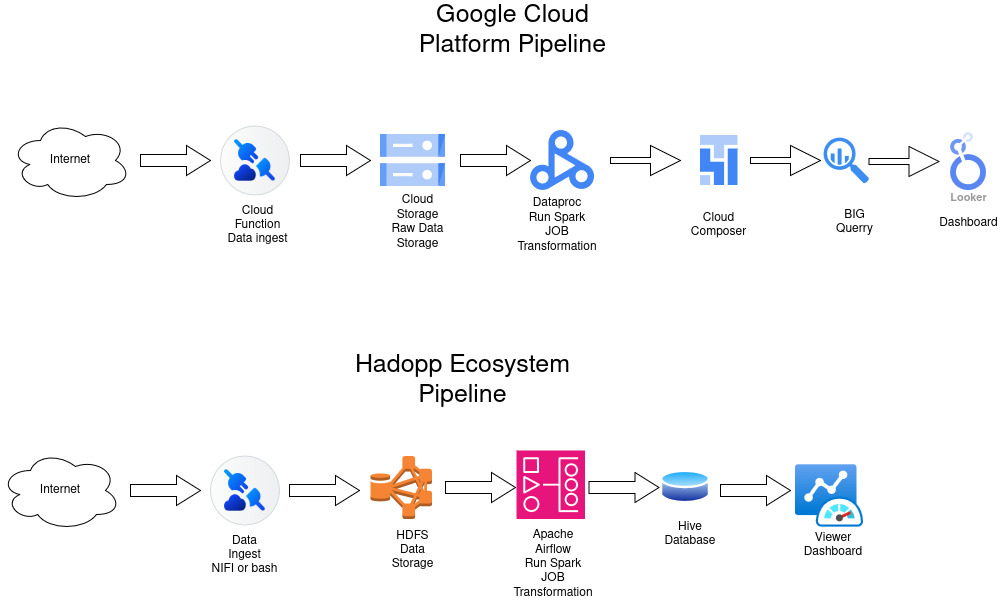 Google Cloud
Platform Pipeline
Internet
Cloud
Function
Data ingest
Cloud
Storage
Raw Data
Storage
Dataproc
Run Spark
JOB
Transformation
Cloud
Composer
BIG
Querry
Looker
Dashboard
Hadopp Ecosystem
Pipeline
Internet
Data
Ingest
NIFI or bash
HDFS
Data
Storage
Apache
Airflow
Run Spark
JOB
Transformation
Hive
Database
Viewer
Dashboard